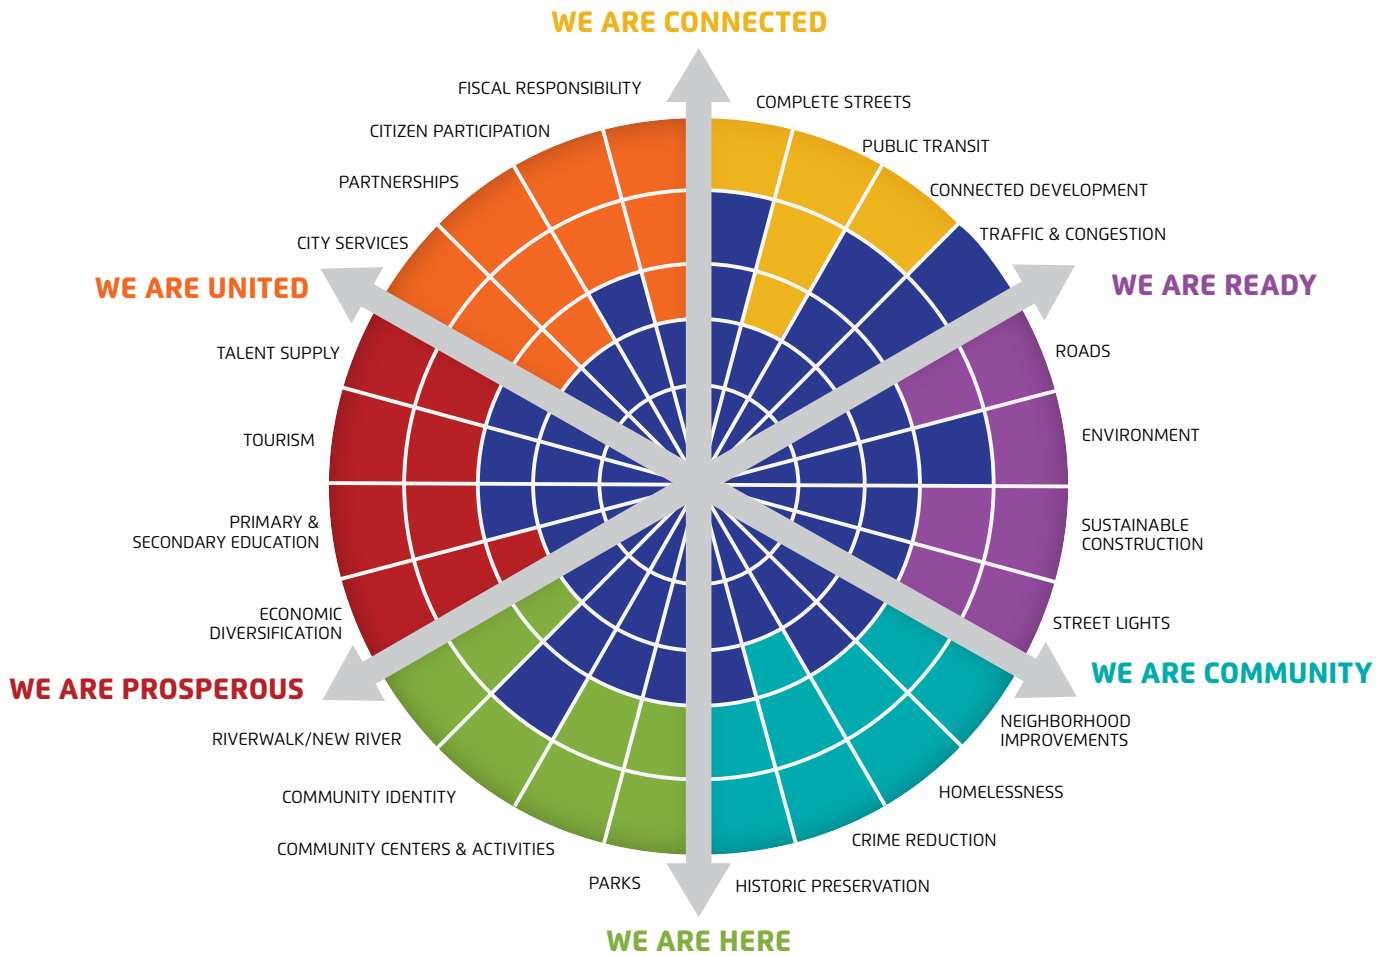 WE ARE CONNECTED
FISCAL RESPONSIBILITY
COMPLETE STREETS
CITIZEN PARTICIPATION
PUBLIC TRANSIT
PARTNERSHIPS
CONNECTED DEVELOPMENT
CITY SERVICES
TRAFFIC & CONGESTION
WE ARE UNITED
WE ARE READY
TALENT SUPPLY
ROADS
TOURISM
ENVIRONMENT
PRIMARY &
SECONDARY EDUCATION
SUSTAINABLE
CONSTRUCTION
ECONOMIC
DIVERSIFICATION
STREET LIGHTS
WE ARE PROSPEROUS
WE ARE COMMUNITY
RIVERWALK/NEW RIVER
NEIGHBORHOOD
IMPROVEMENTS
COMMUNITY IDENTITY
HOMELESSNESS
COMMUNITY CENTERS & ACTIVITIES
CRIME REDUCTION
PARKS
HISTORIC PRESERVATION
WE ARE HERE